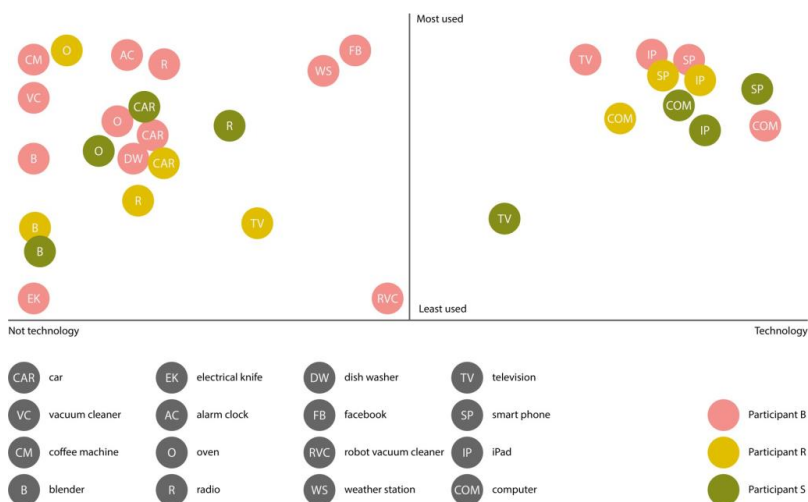 Most used
CM
O
AC
R
WS
FB
VC
CAR
O
CAR
R
O
B
DW
CAR
R
B
TV
B
EK
RVC
TV
IP
SP
SP
IP
SP
COM
COM
IP
COM
TV
Least used
Not technology
Technology
CAR car
EK electrical knife
DW dish washer
TV television
VC vacuum cleaner
AC alarm clock
FB facebook
SP smart phone
Participant B
CM coffee machine
O oven
RVC robot vacuum cleaner
IP iPad
Participant R
B blender
R radio
WS weather station
COM computer
Participant S